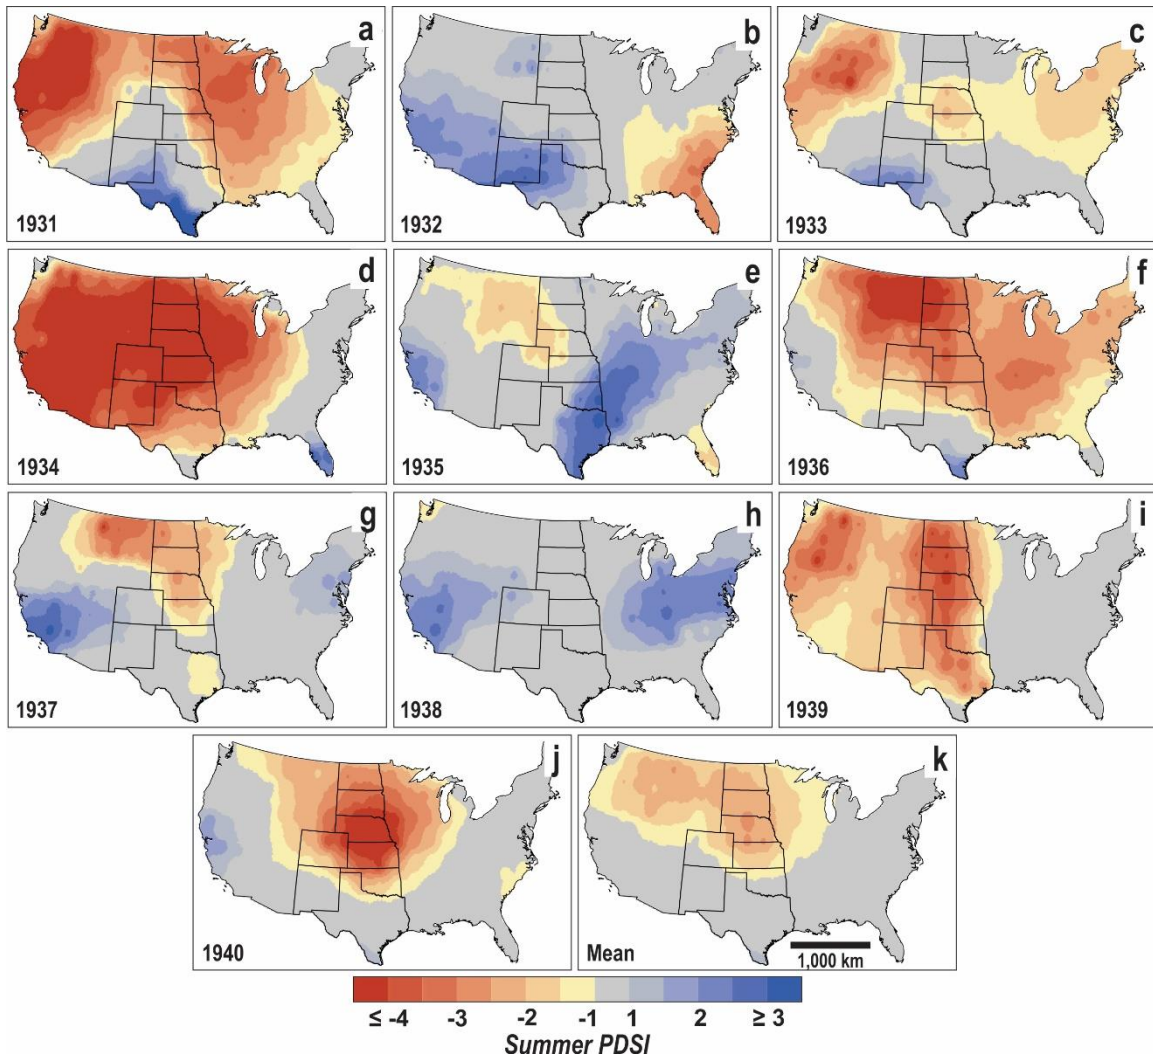 a
1931
b
1932
c
1933
d
1934
e
1935
f
1936
g
1937
h
1938
i
1939
j
1940
k
Mean
1,000 km
≤ -4 -3 -2 -1 1 2 ≥ 3
Summer PDSI